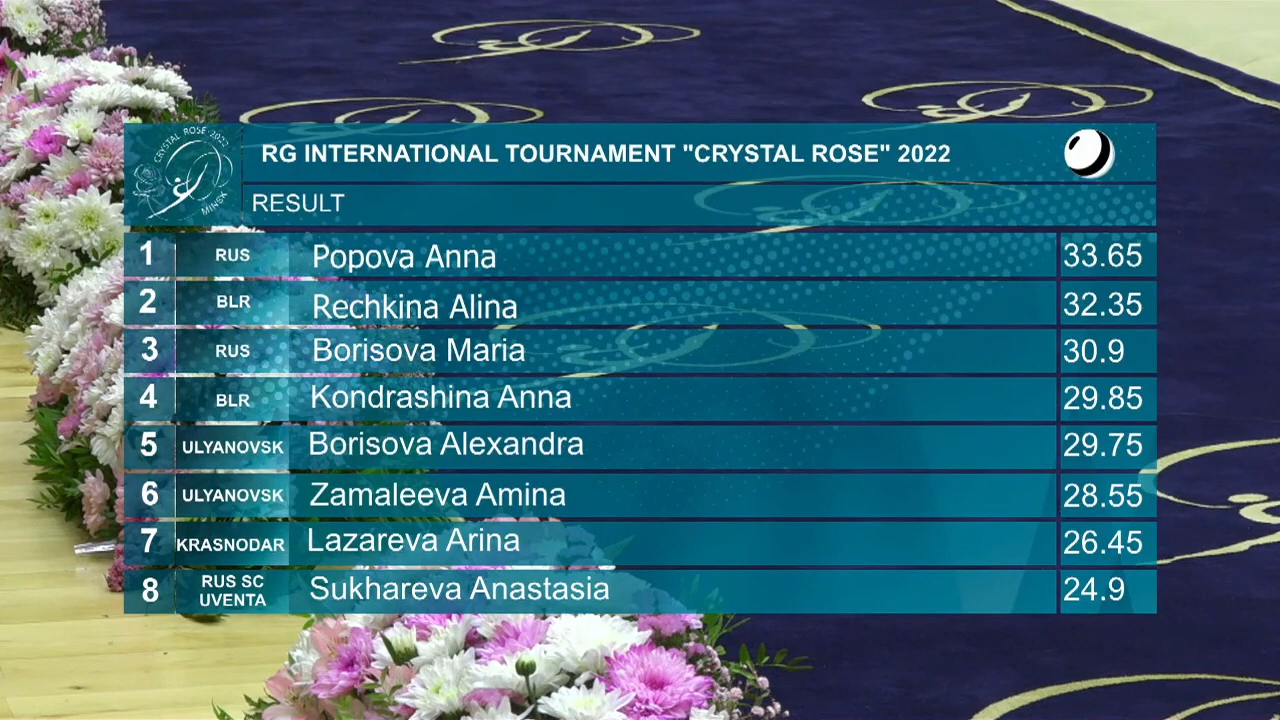 CRYSTAL ROSE-2022
MINSK
RG INTERNATIONAL TOURNAMENT "CRYSTAL ROSE" 2022
RESULT
1 RUS Popova Anna 33.65
2 BLR Rechkina Alina 32.35
3 RUS Borisova Maria 30.9
4 BLR Kondrashina Anna 29.85
5 ULYANOVSK Borisova Alexandra 29.75
6 ULYANOVSK Zamaleeva Amina 28.55
7 KRASNODAR Lazareva Arina 26.45
8 RUS SC UVENTA Sukhareva Anastasia 24.9